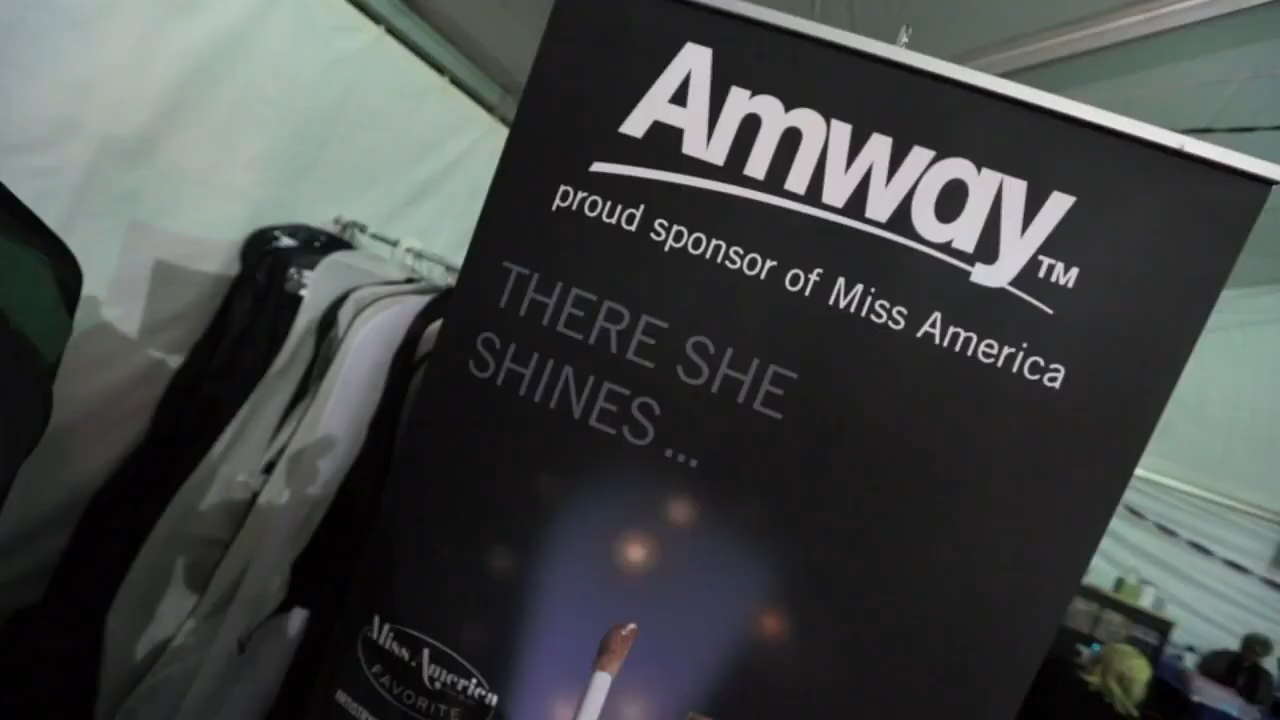 Amway™
proud sponsor of Miss America
THERE SHE
SHINES ...
Miss America
FAVORITE